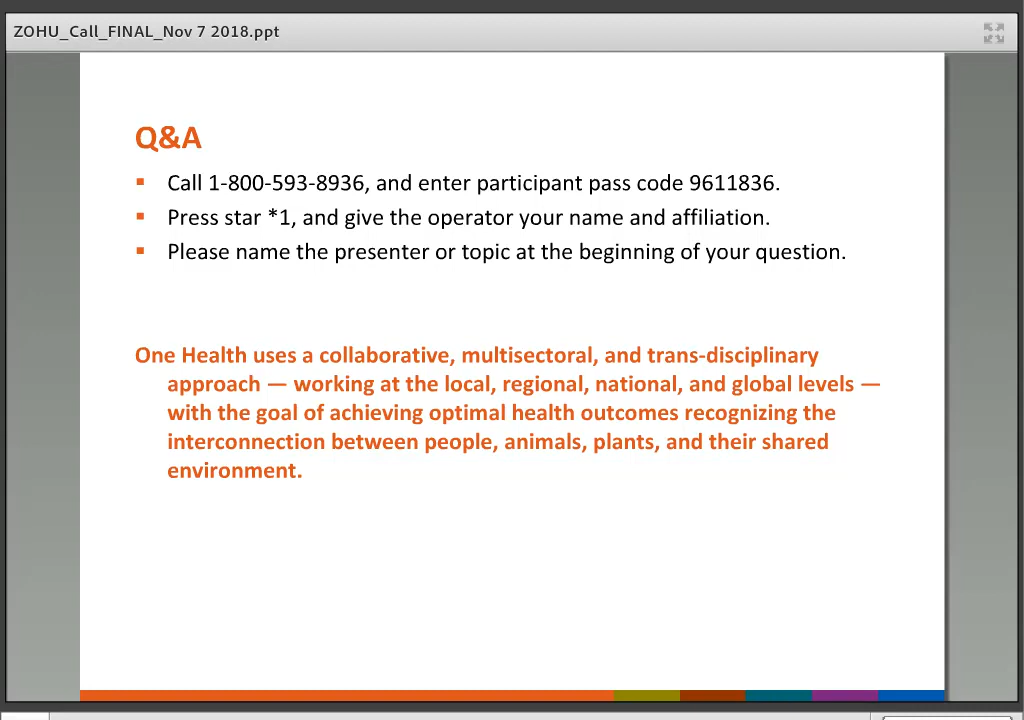 ZOHU_Call_FINAL_Nov 7 2018.ppt
Q&A
▪ Call 1-800-593-8936, and enter participant pass code 9611836.
▪ Press star *1, and give the operator your name and affiliation.
▪ Please name the presenter or topic at the beginning of your question.
One Health uses a collaborative, multisectoral, and trans-disciplinary
approach — working at the local, regional, national, and global levels —
with the goal of achieving optimal health outcomes recognizing the
interconnection between people, animals, plants, and their shared
environment.